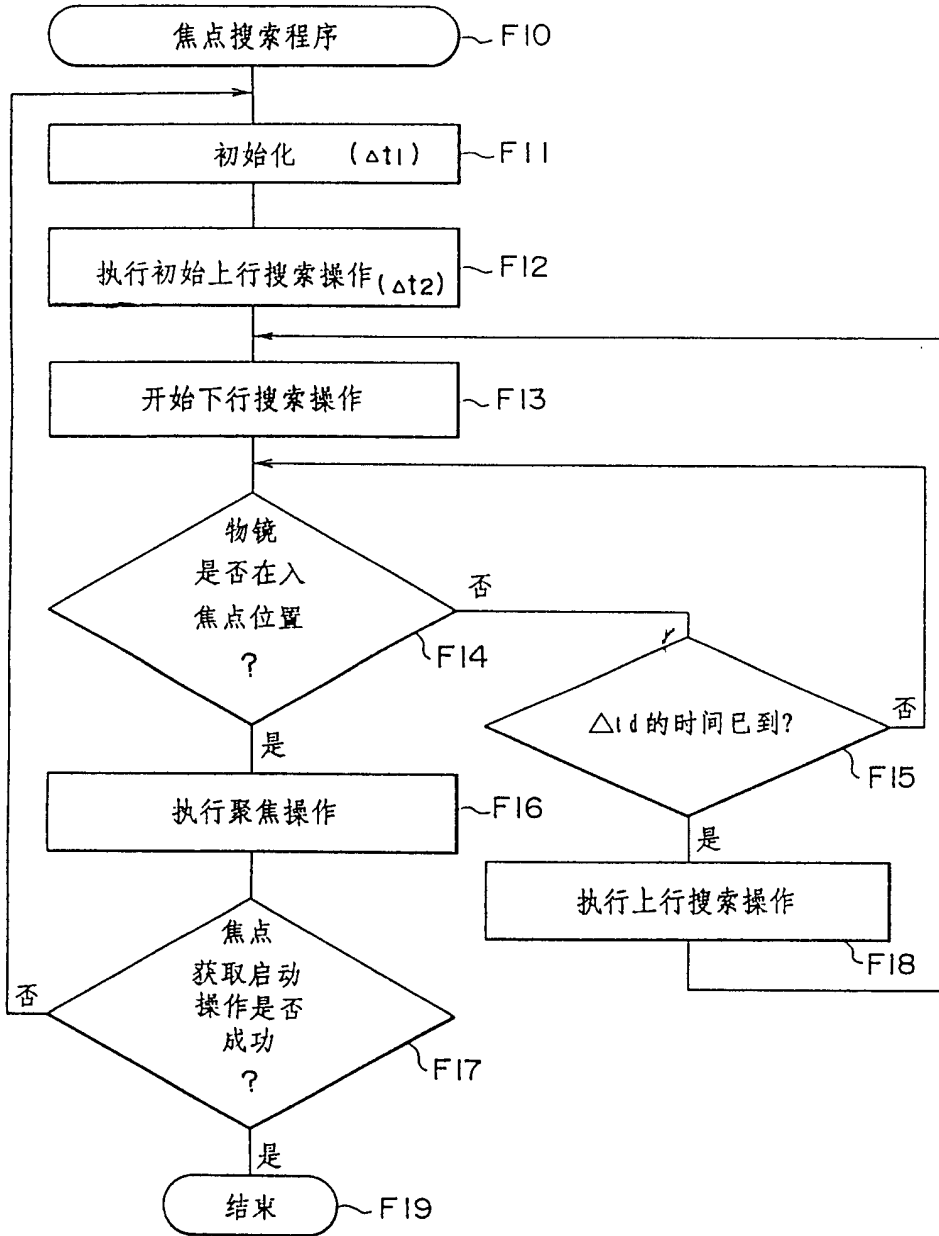 焦点搜索程序
F10
初始化 (Δt1)
F11
执行初始上行搜索操作(Δt2)
F12
开始下行搜索操作
F13
物镜
是否在入
焦点位置
?
F14
否
是
Δtd的时间已到?
F15
否
是
执行聚焦操作
F16
执行上行搜索操作
F18
焦点
获取启动
操作是否
成功
?
F17
否
是
结束
F19